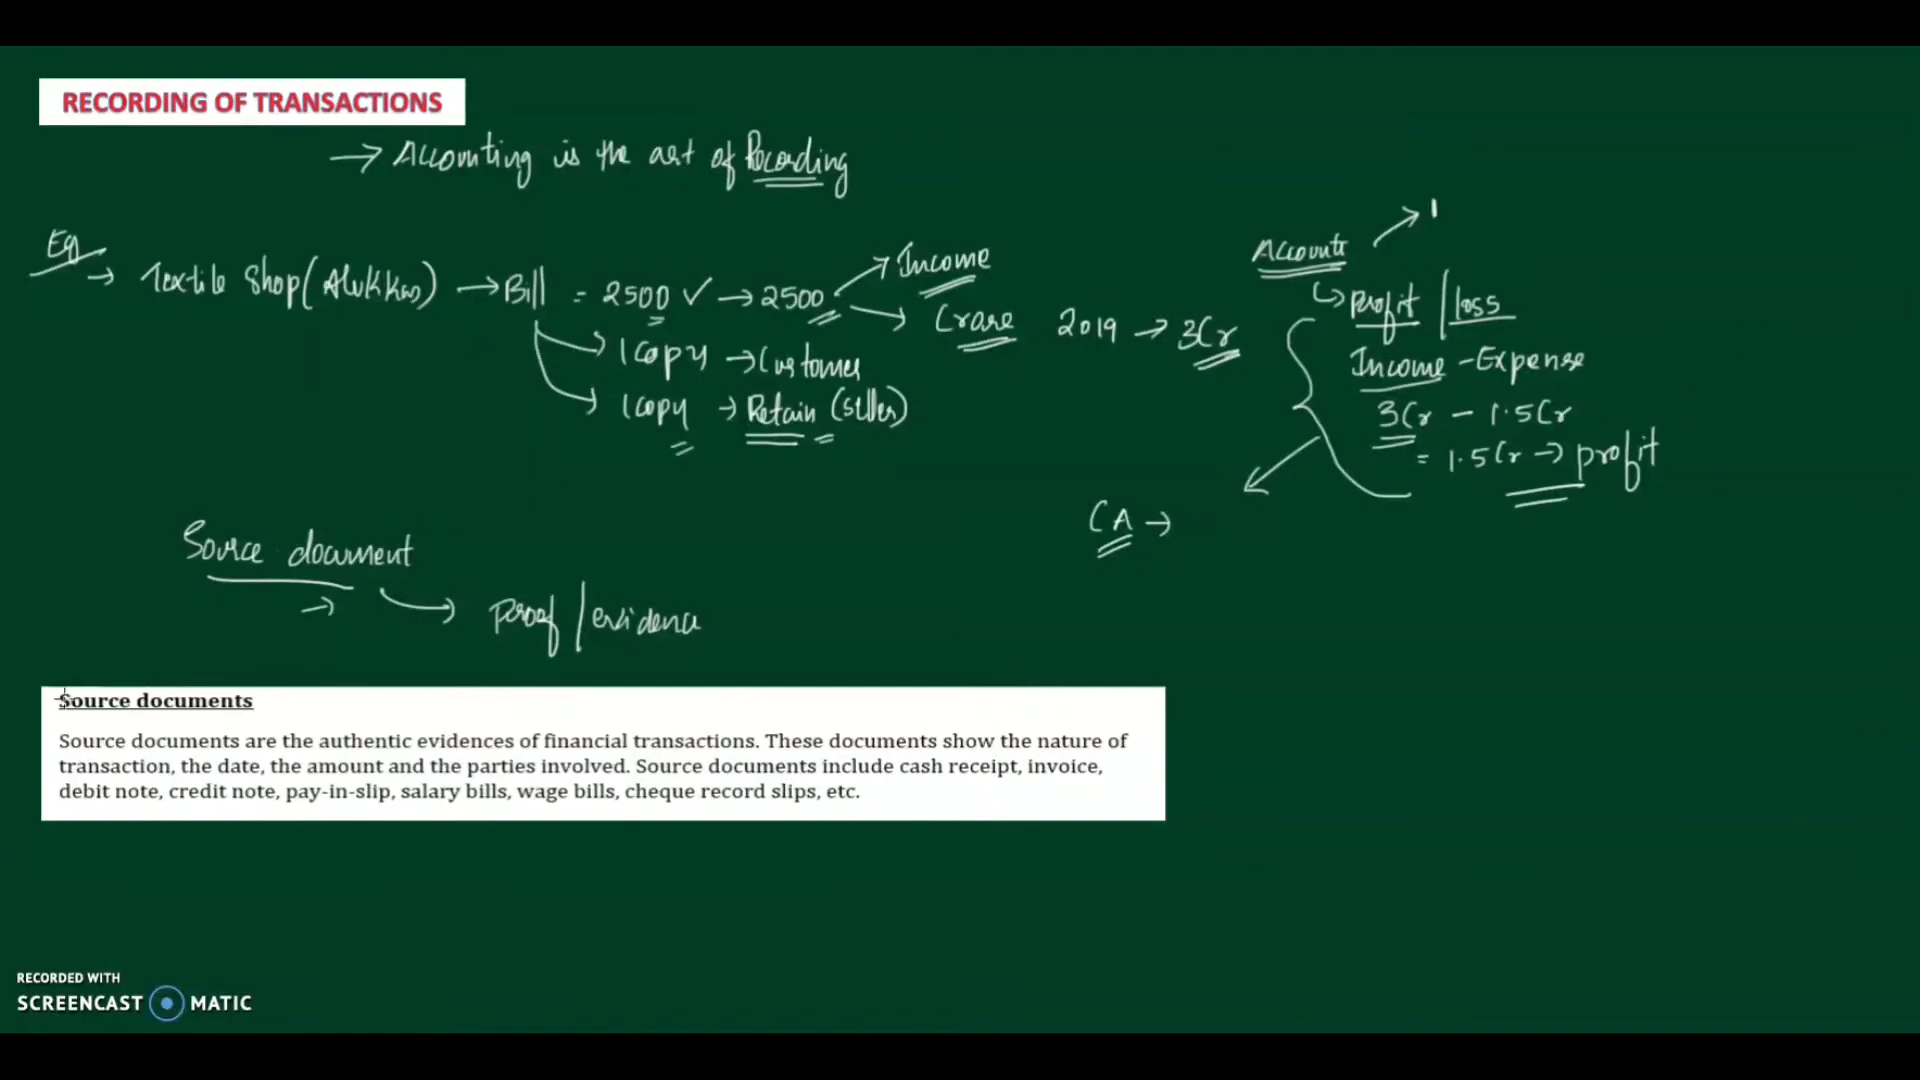 RECORDING OF TRANSACTIONS
→ Accounting is the art of Recording
Eg
→ Textile Shop (Alukkas) → Bill = 2500 ✓ → 2500
Income
Crore 2019 → 3Cr
1 Copy → Customer
1 Copy → Retain (Seller)
Accounts
Profit / loss
Income - Expense
3Cr - 1.5Cr
= 1.5Cr → profit
CA →
Source document
→ proof / evidence
Source documents
Source documents are the authentic evidences of financial transactions. These documents show the nature of
transaction, the date, the amount and the parties involved. Source documents include cash receipt, invoice,
debit note, credit note, pay-in-slip, salary bills, wage bills, cheque record slips, etc.
RECORDED WITH
SCREENCAST MATIC